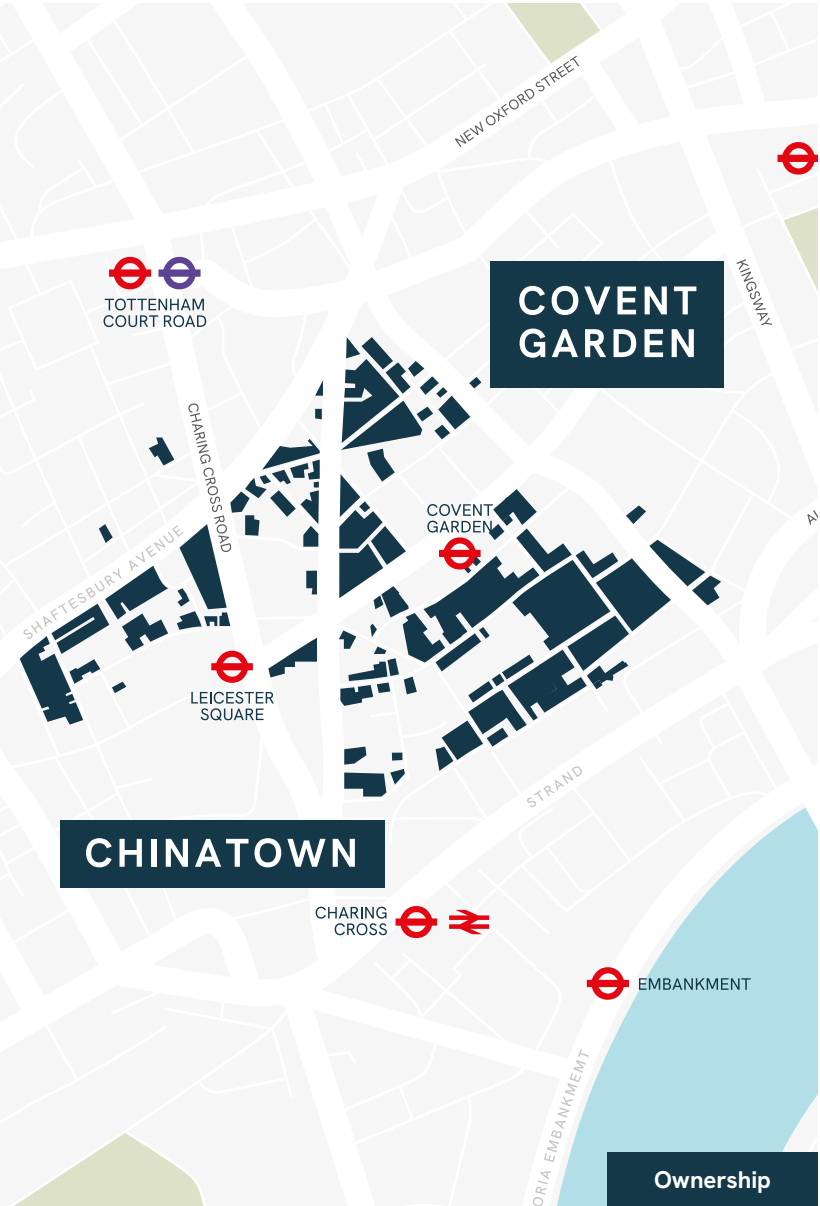 NEW OXFORD STREET
TOTTENHAM
COURT ROAD
COVENT
GARDEN
KINGSWAY
CHARING CROSS ROAD
COVENT
GARDEN
SHAFTESBURY AVENUE
LEICESTER
SQUARE
STRAND
CHINATOWN
CHARING
CROSS
EMBANKMENT
ORIA EMBANKMEMT
Ownership